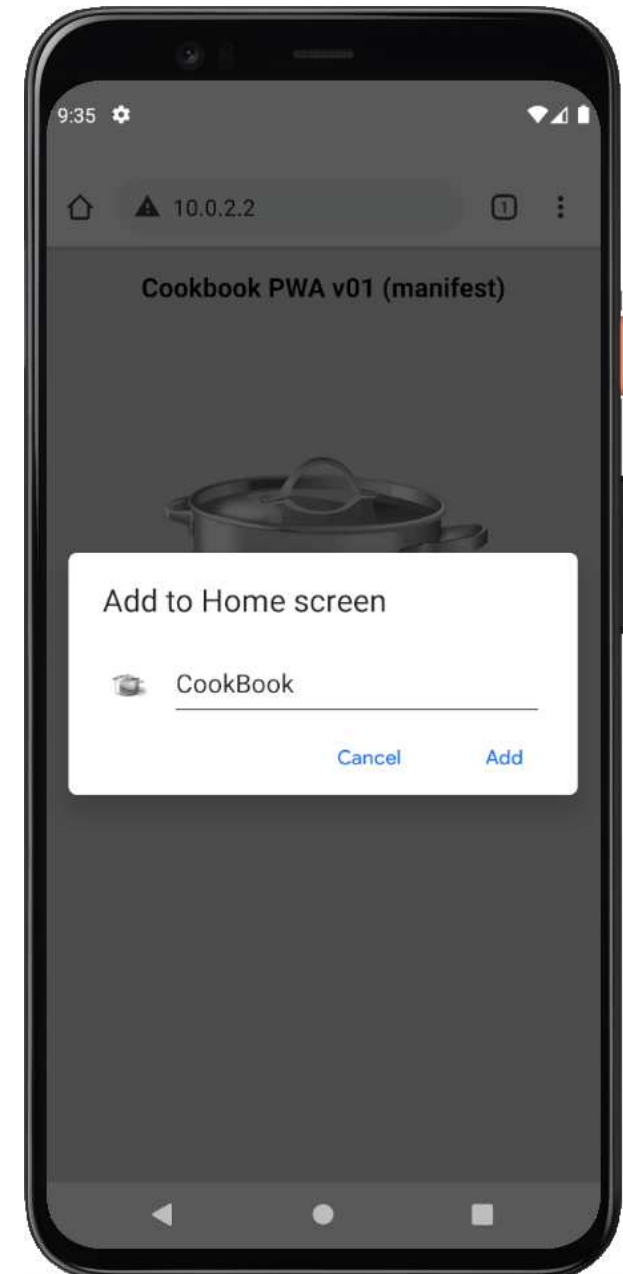 9:35
10.0.2.2
1
Cookbook PWA v01 (manifest)
Add to Home screen
CookBook
Cancel Add